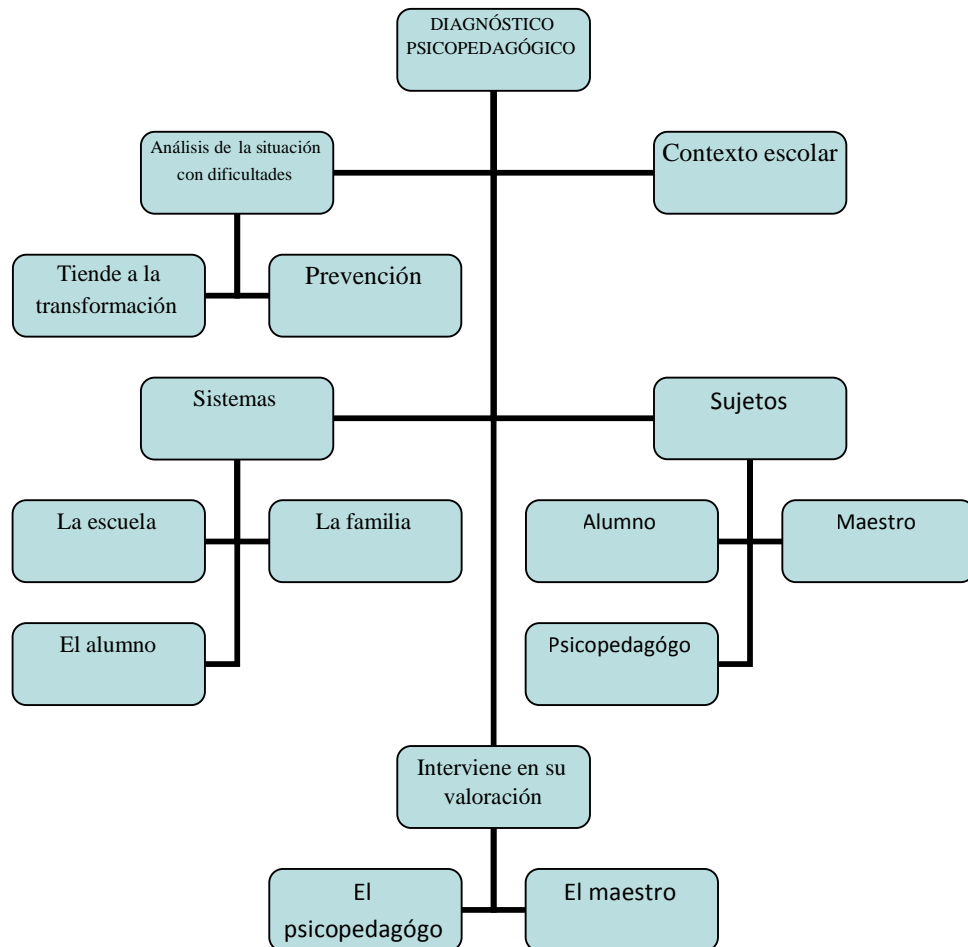 DIAGNÓSTICO
PSICOPEDAGÓGICO
Análisis de la situación
con dificultades
Contexto escolar
Tiende a la
transformación
Prevención
Sistemas
Sujetos
La escuela
La familia
Alumno
Maestro
El alumno
Psicopedagógo
Interviene en su
valoración
El
psicopedagógo
El maestro